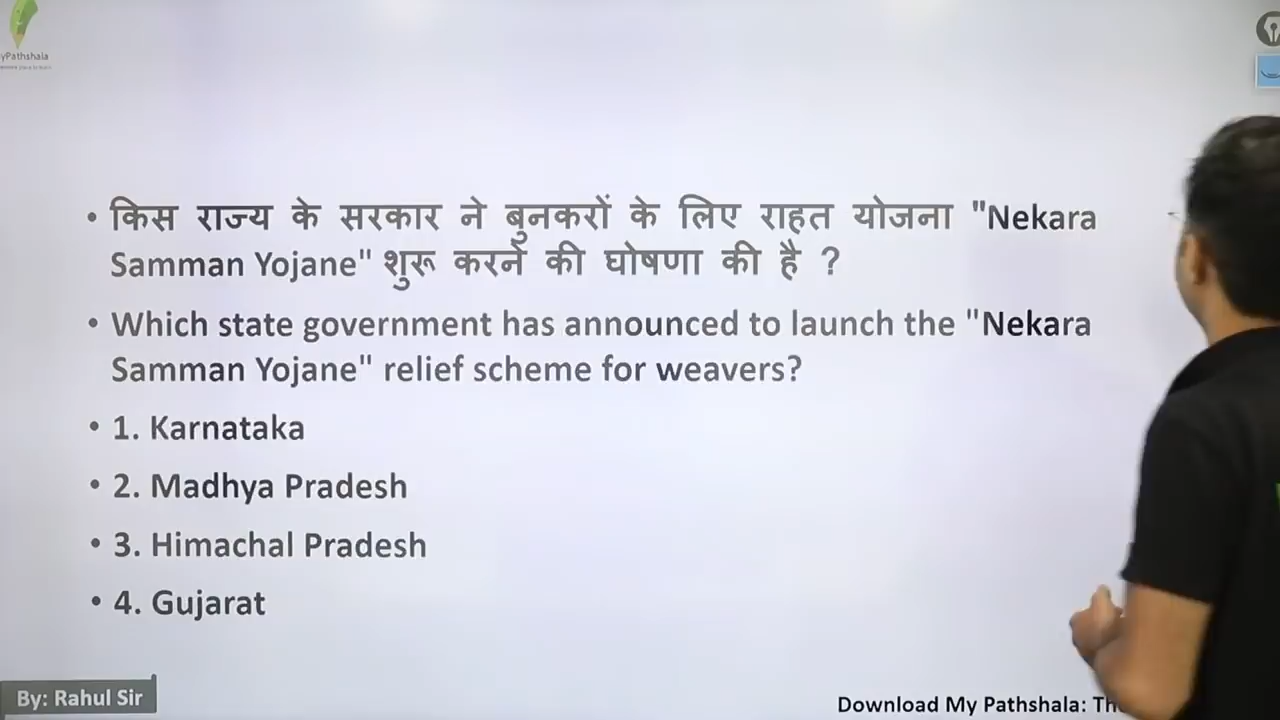 yPathshala
• किस राज्य के सरकार ने बुनकरों के लिए राहत योजना "Nekara
Samman Yojane" शुरू करने की घोषणा की है ?
• Which state government has announced to launch the "Nekara
Samman Yojane" relief scheme for weavers?
• 1. Karnataka
• 2. Madhya Pradesh
• 3. Himachal Pradesh
• 4. Gujarat
By: Rahul Sir
Download My Pathshala: